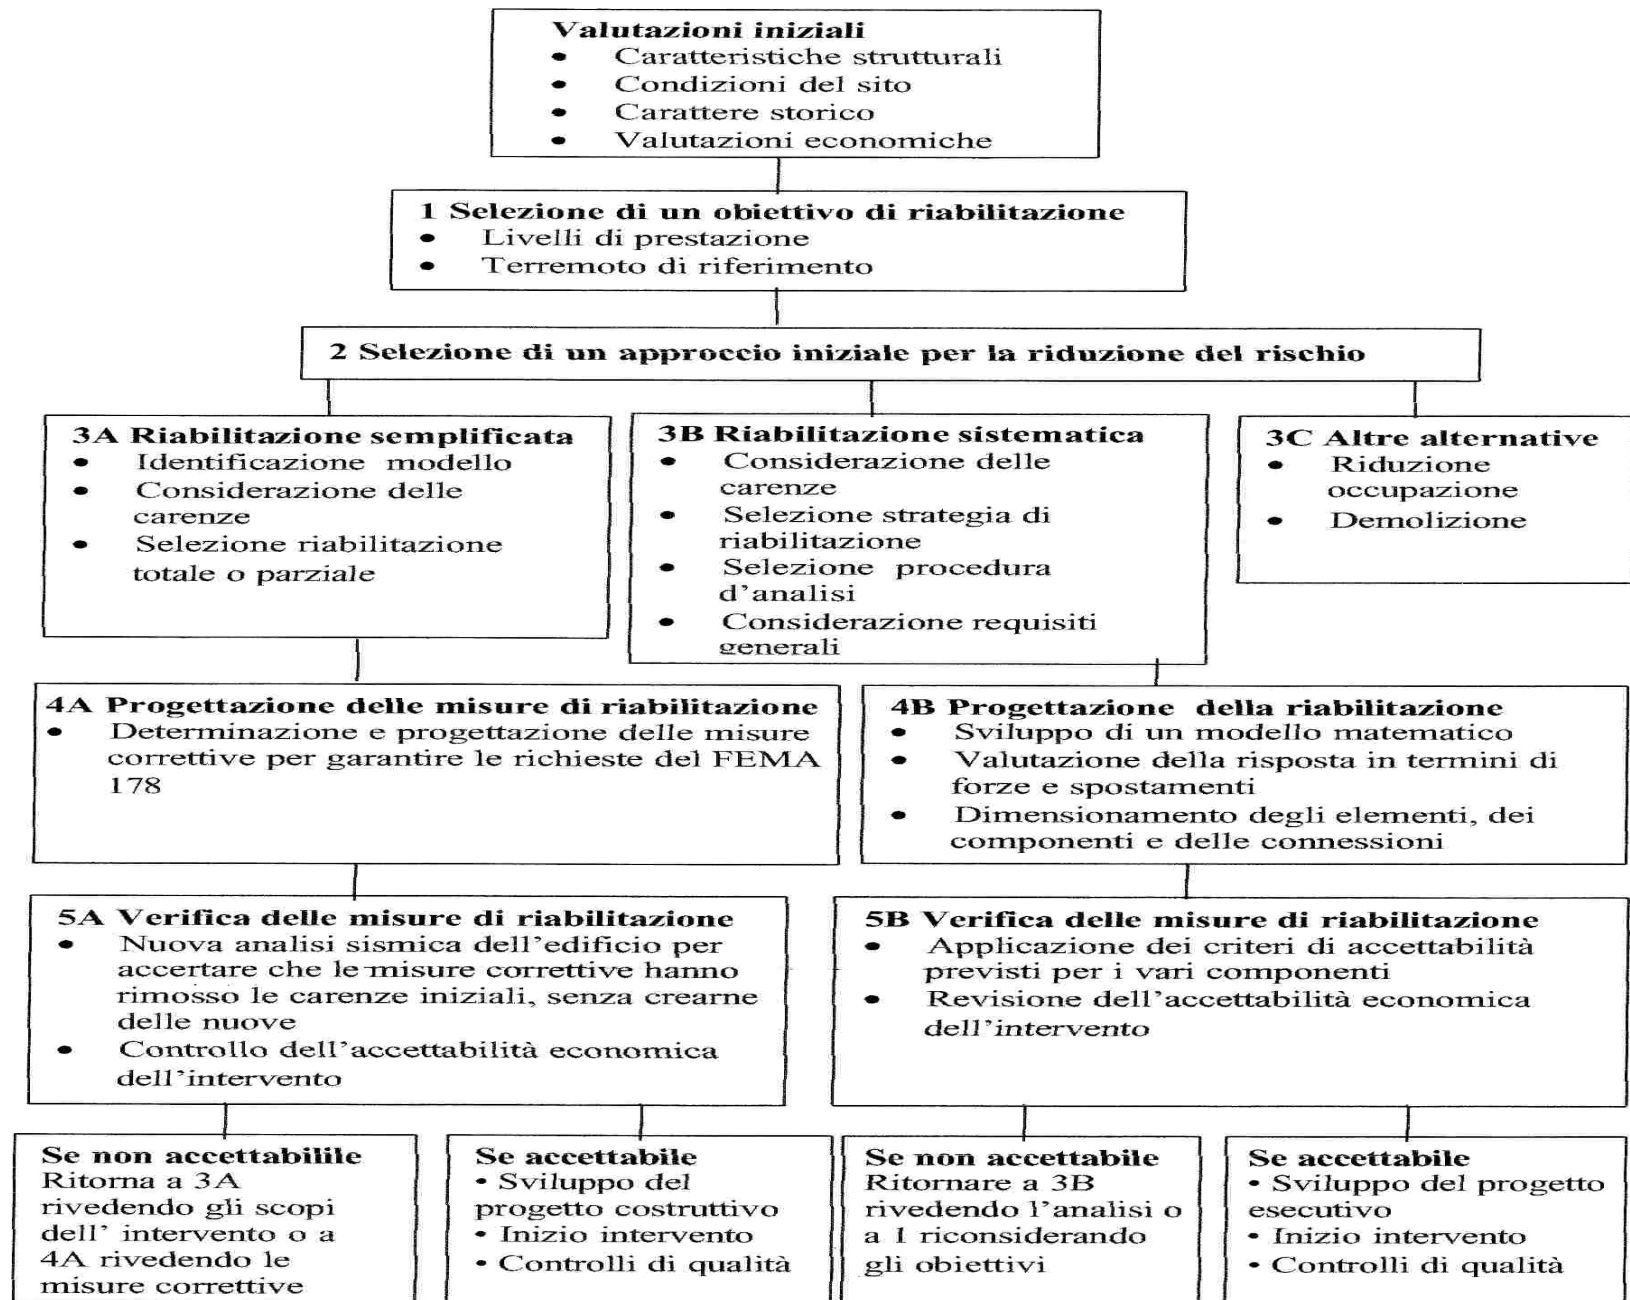 Valutazioni iniziali
• Caratteristiche strutturali
• Condizioni del sito
• Carattere storico
• Valutazioni economiche
1 Selezione di un obiettivo di riabilitazione
• Livelli di prestazione
• Terremoto di riferimento
2 Selezione di un approccio iniziale per la riduzione del rischio
3A Riabilitazione semplificata
• Identificazione modello
• Considerazione delle
carenze
• Selezione riabilitazione
totale o parziale
3B Riabilitazione sistematica
• Considerazione delle
carenze
• Selezione strategia di
riabilitazione
• Selezione procedura
d'analisi
• Considerazione requisiti
generali
3C Altre alternative
• Riduzione
occupazione
• Demolizione
4A Progettazione delle misure di riabilitazione
• Determinazione e progettazione delle misure
correttive per garantire le richieste del FEMA
178
4B Progettazione della riabilitazione
• Sviluppo di un modello matematico
• Valutazione della risposta in termini di
forze e spostamenti
• Dimensionamento degli elementi, dei
componenti e delle connessioni
5A Verifica delle misure di riabilitazione
• Nuova analisi sismica dell'edificio per
accertare che le misure correttive hanno
rimosso le carenze iniziali, senza crearne
delle nuove
• Controllo dell'accettabilità economica
dell'intervento
5B Verifica delle misure di riabilitazione
• Applicazione dei criteri di accettabilità
previsti per i vari componenti
• Revisione dell'accettabilità economica
dell'intervento
Se non accettabilile
Ritorna a 3A
rivedendo gli scopi
dell' intervento o a
4A rivedendo le
misure correttive
Se accettabile
• Sviluppo del
progetto costruttivo
• Inizio intervento
• Controlli di qualità
Se non accettabile
Ritornare a 3B
rivedendo l'analisi o
a 1 riconsiderando
gli obiettivi
Se accettabile
• Sviluppo del progetto
esecutivo
• Inizio intervento
• Controlli di qualità